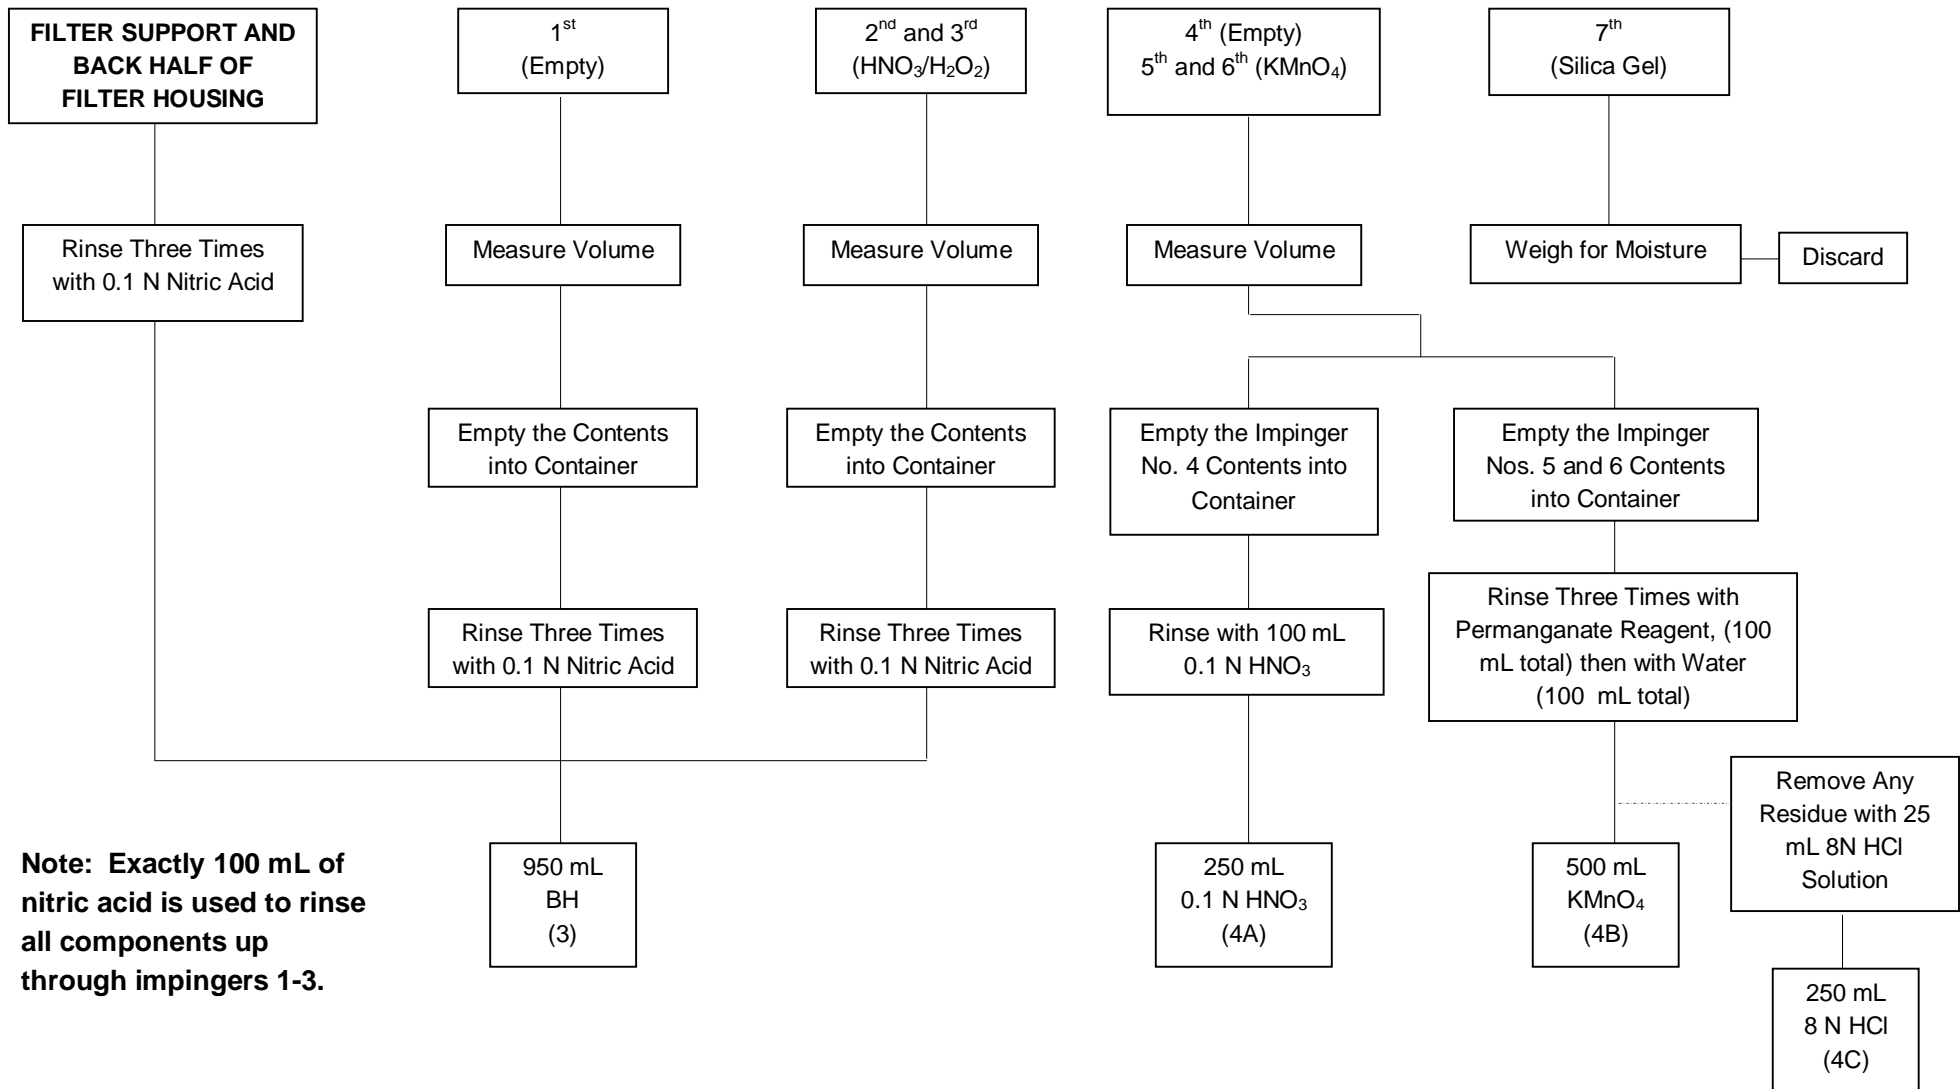 FILTER SUPPORT AND
BACK HALF OF
FILTER HOUSING
1st
(Empty)
2nd and 3rd
(HNO3/H2O2)
4th (Empty)
5th and 6th (KMnO4)
7th
(Silica Gel)
Rinse Three Times
with 0.1 N Nitric Acid
Measure Volume
Measure Volume
Measure Volume
Weigh for Moisture
Discard
Empty the Contents
into Container
Empty the Contents
into Container
Empty the Impinger
No. 4 Contents into
Container
Empty the Impinger
Nos. 5 and 6 Contents
into Container
Rinse Three Times
with 0.1 N Nitric Acid
Rinse Three Times
with 0.1 N Nitric Acid
Rinse with 100 mL
0.1 N HNO3
Rinse Three Times with
Permanganate Reagent, (100
mL total) then with Water
(100 mL total)
Remove Any
Residue with 25
mL 8N HCl
Solution
Note: Exactly 100 mL of
nitric acid is used to rinse
all components up
through impingers 1-3.
950 mL
BH
(3)
250 mL
0.1 N HNO3
(4A)
500 mL
KMnO4
(4B)
250 mL
8 N HCl
(4C)